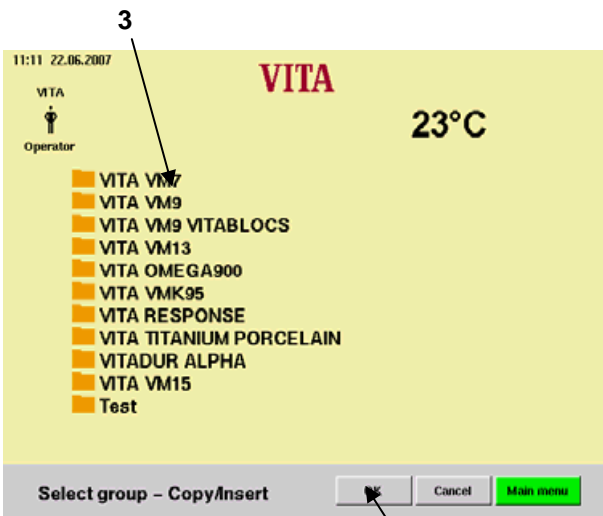 3
11:11 22.06.2007
VITA
VITA
23°C
Operator
VITA VM7
VITA VM9
VITA VM9 VITABLOCS
VITA VM13
VITA OMEGA900
VITA VMK95
VITA RESPONSE
VITA TITANIUM PORCELAIN
VITADUR ALPHA
VITA VM15
Test
Select group – Copy/Insert
OK Cancel Main menu